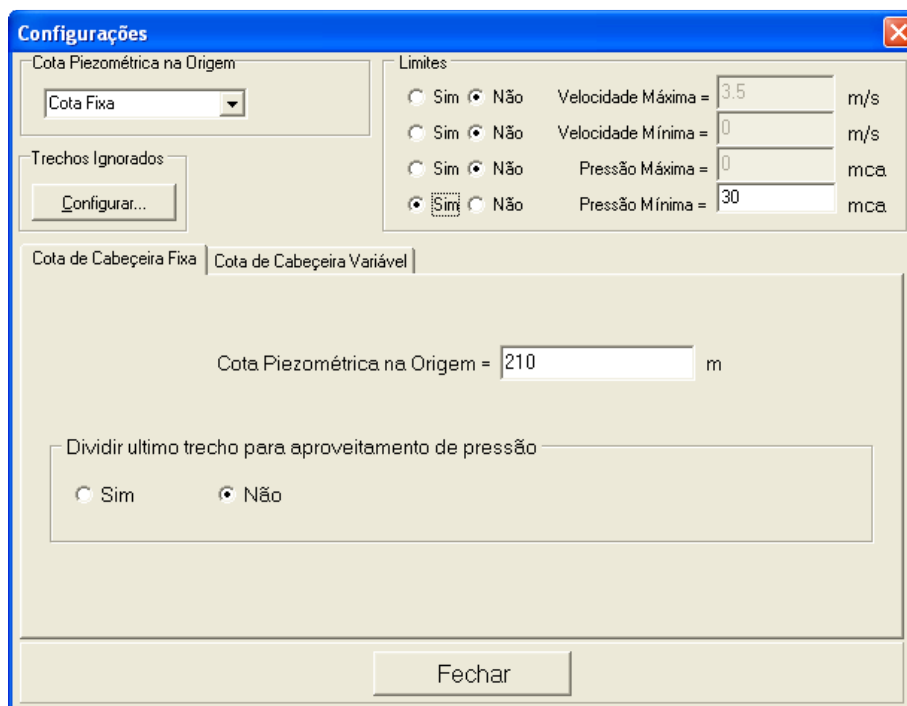 Configurações
Cota Piezométrica na Origem
Cota Fixa
Trechos Ignorados
Configurar...
Limites
Sim Não Velocidade Máxima = 3.5 m/s
Sim Não Velocidade Mínima = 0 m/s
Sim Não Pressão Máxima = 0 mca
Sim Não Pressão Mínima = 30 mca
Cota de Cabeçeira Fixa Cota de Cabeçeira Variável
Cota Piezométrica na Origem = 210 m
Dividir ultimo trecho para aproveitamento de pressão
Sim Não
Fechar